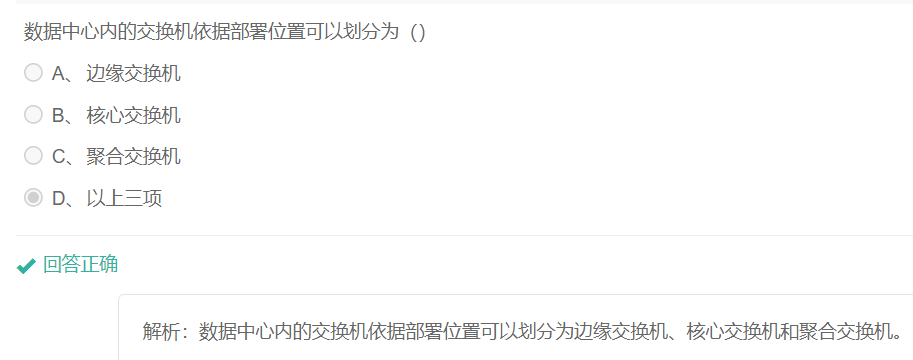 数据中心内的交换机依据部署位置可以划分为（）
A、 边缘交换机
B、 核心交换机
C、 聚合交换机
D、 以上三项
回答正确
解析：数据中心内的交换机依据部署位置可以划分为边缘交换机、核心交换机和聚合交换机。